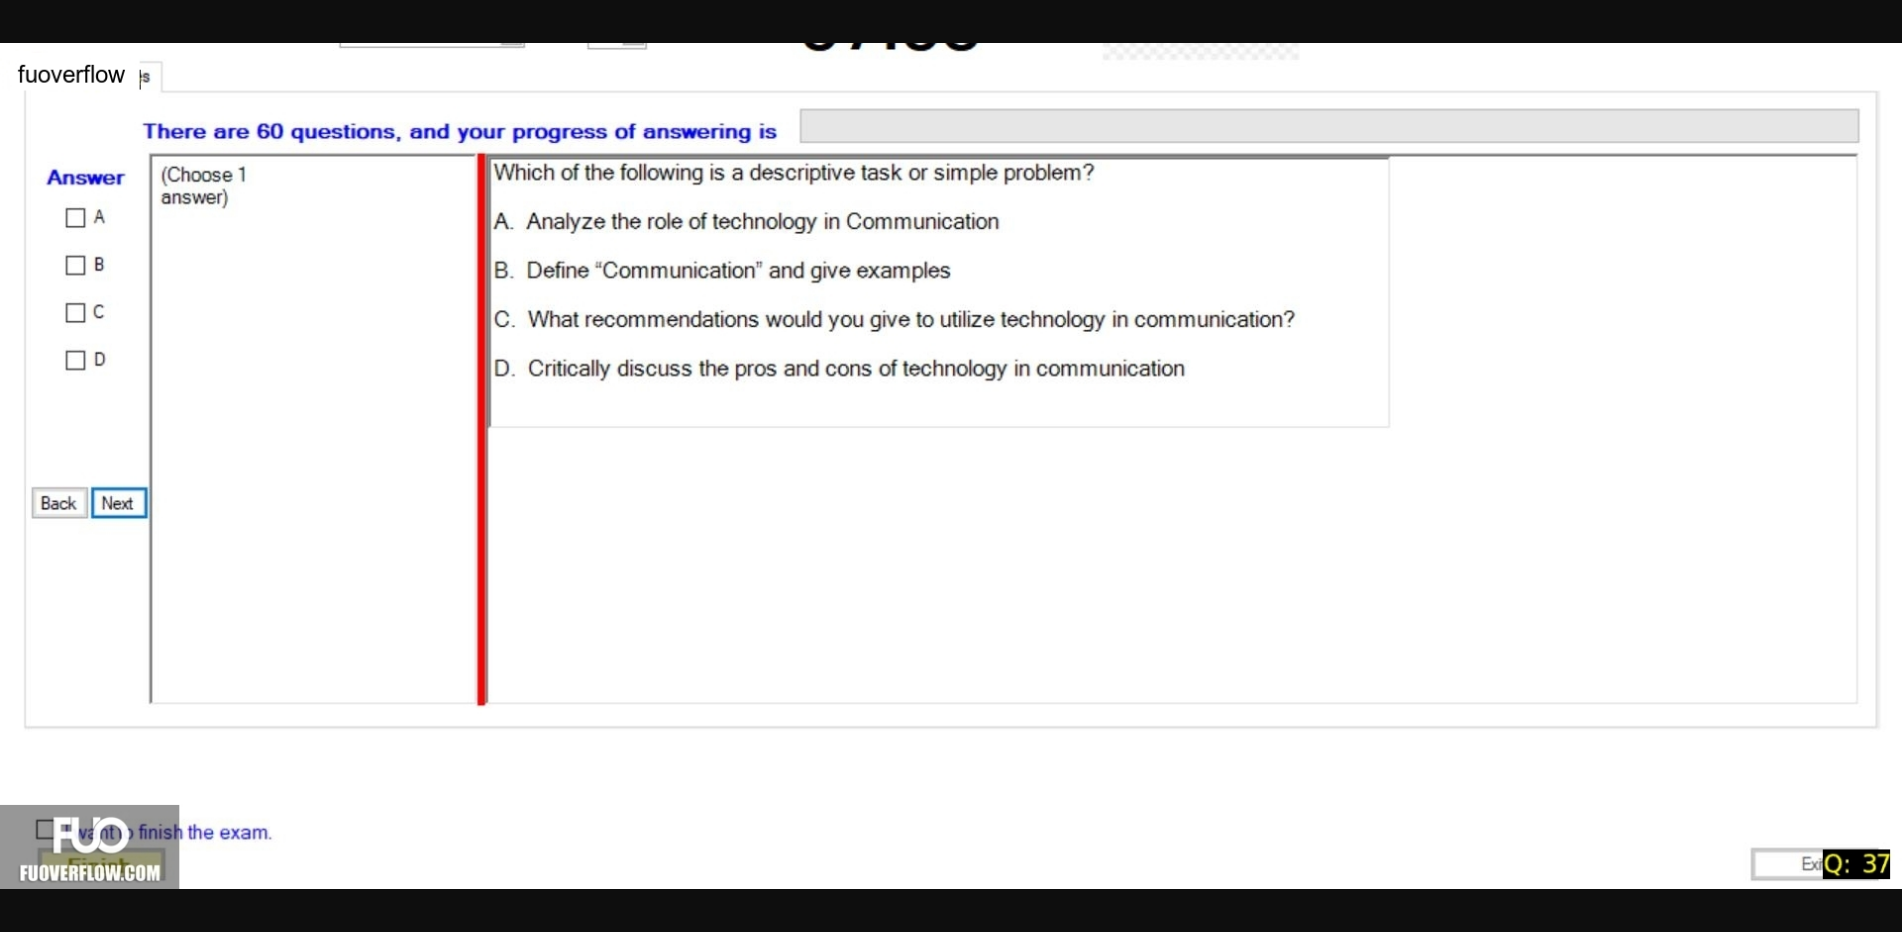 fuoverflow
There are 60 questions, and your progress of answering is
Answer
A
B
C
D
(Choose 1
answer)
Which of the following is a descriptive task or simple problem?
A. Analyze the role of technology in Communication
B. Define “Communication” and give examples
C. What recommendations would you give to utilize technology in communication?
D. Critically discuss the pros and cons of technology in communication
Back
Next
want to finish the exam.
FUO
FUOVERFLOW.COM
Q: 37